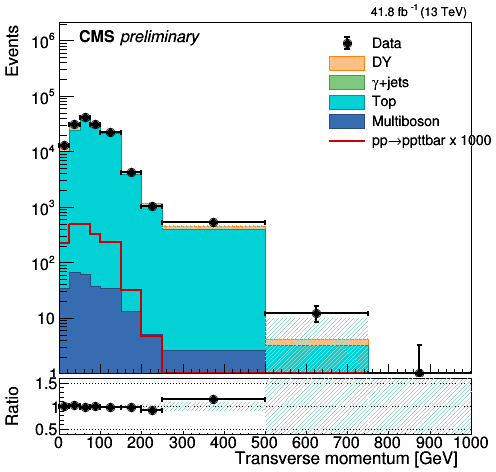 41.8 fb⁻¹ (13 TeV)
CMS preliminary
Events
Data
DY
γ+jets
Top
Multiboson
pp→ppttbar x 1000
10⁶
10⁵
10⁴
10³
10²
10
1
Ratio
1.5
1
0.5
0 100 200 300 400 500 600 700 800 900 1000
Transverse momentum [GeV]